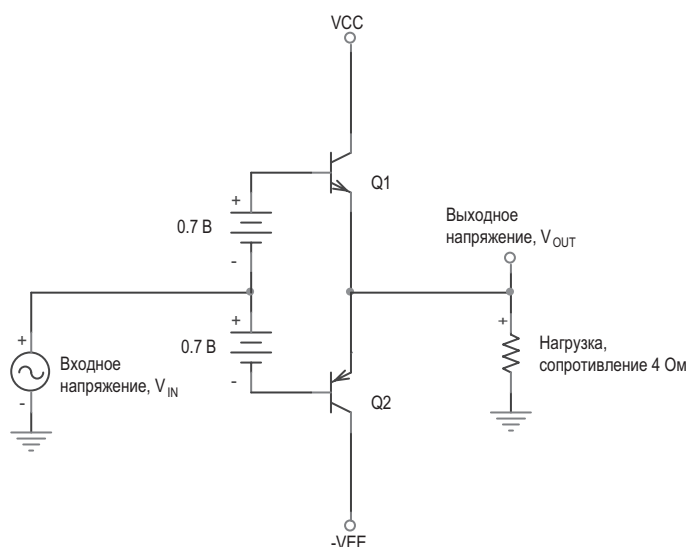 VCC
Q1
+
0.7 В
-
Выходное
напряжение, VOUT
+
0.7 В
-
+
Входное
напряжение, VIN
-
+
Нагрузка,
сопротивление 4 Ом
Q2
-VEE